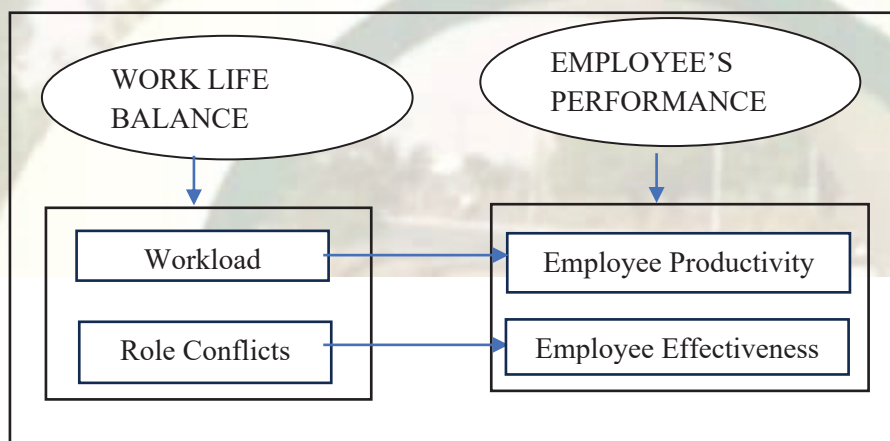 WORK LIFE
BALANCE
EMPLOYEE’S
PERFORMANCE
Workload
Employee Productivity
Role Conflicts
Employee Effectiveness